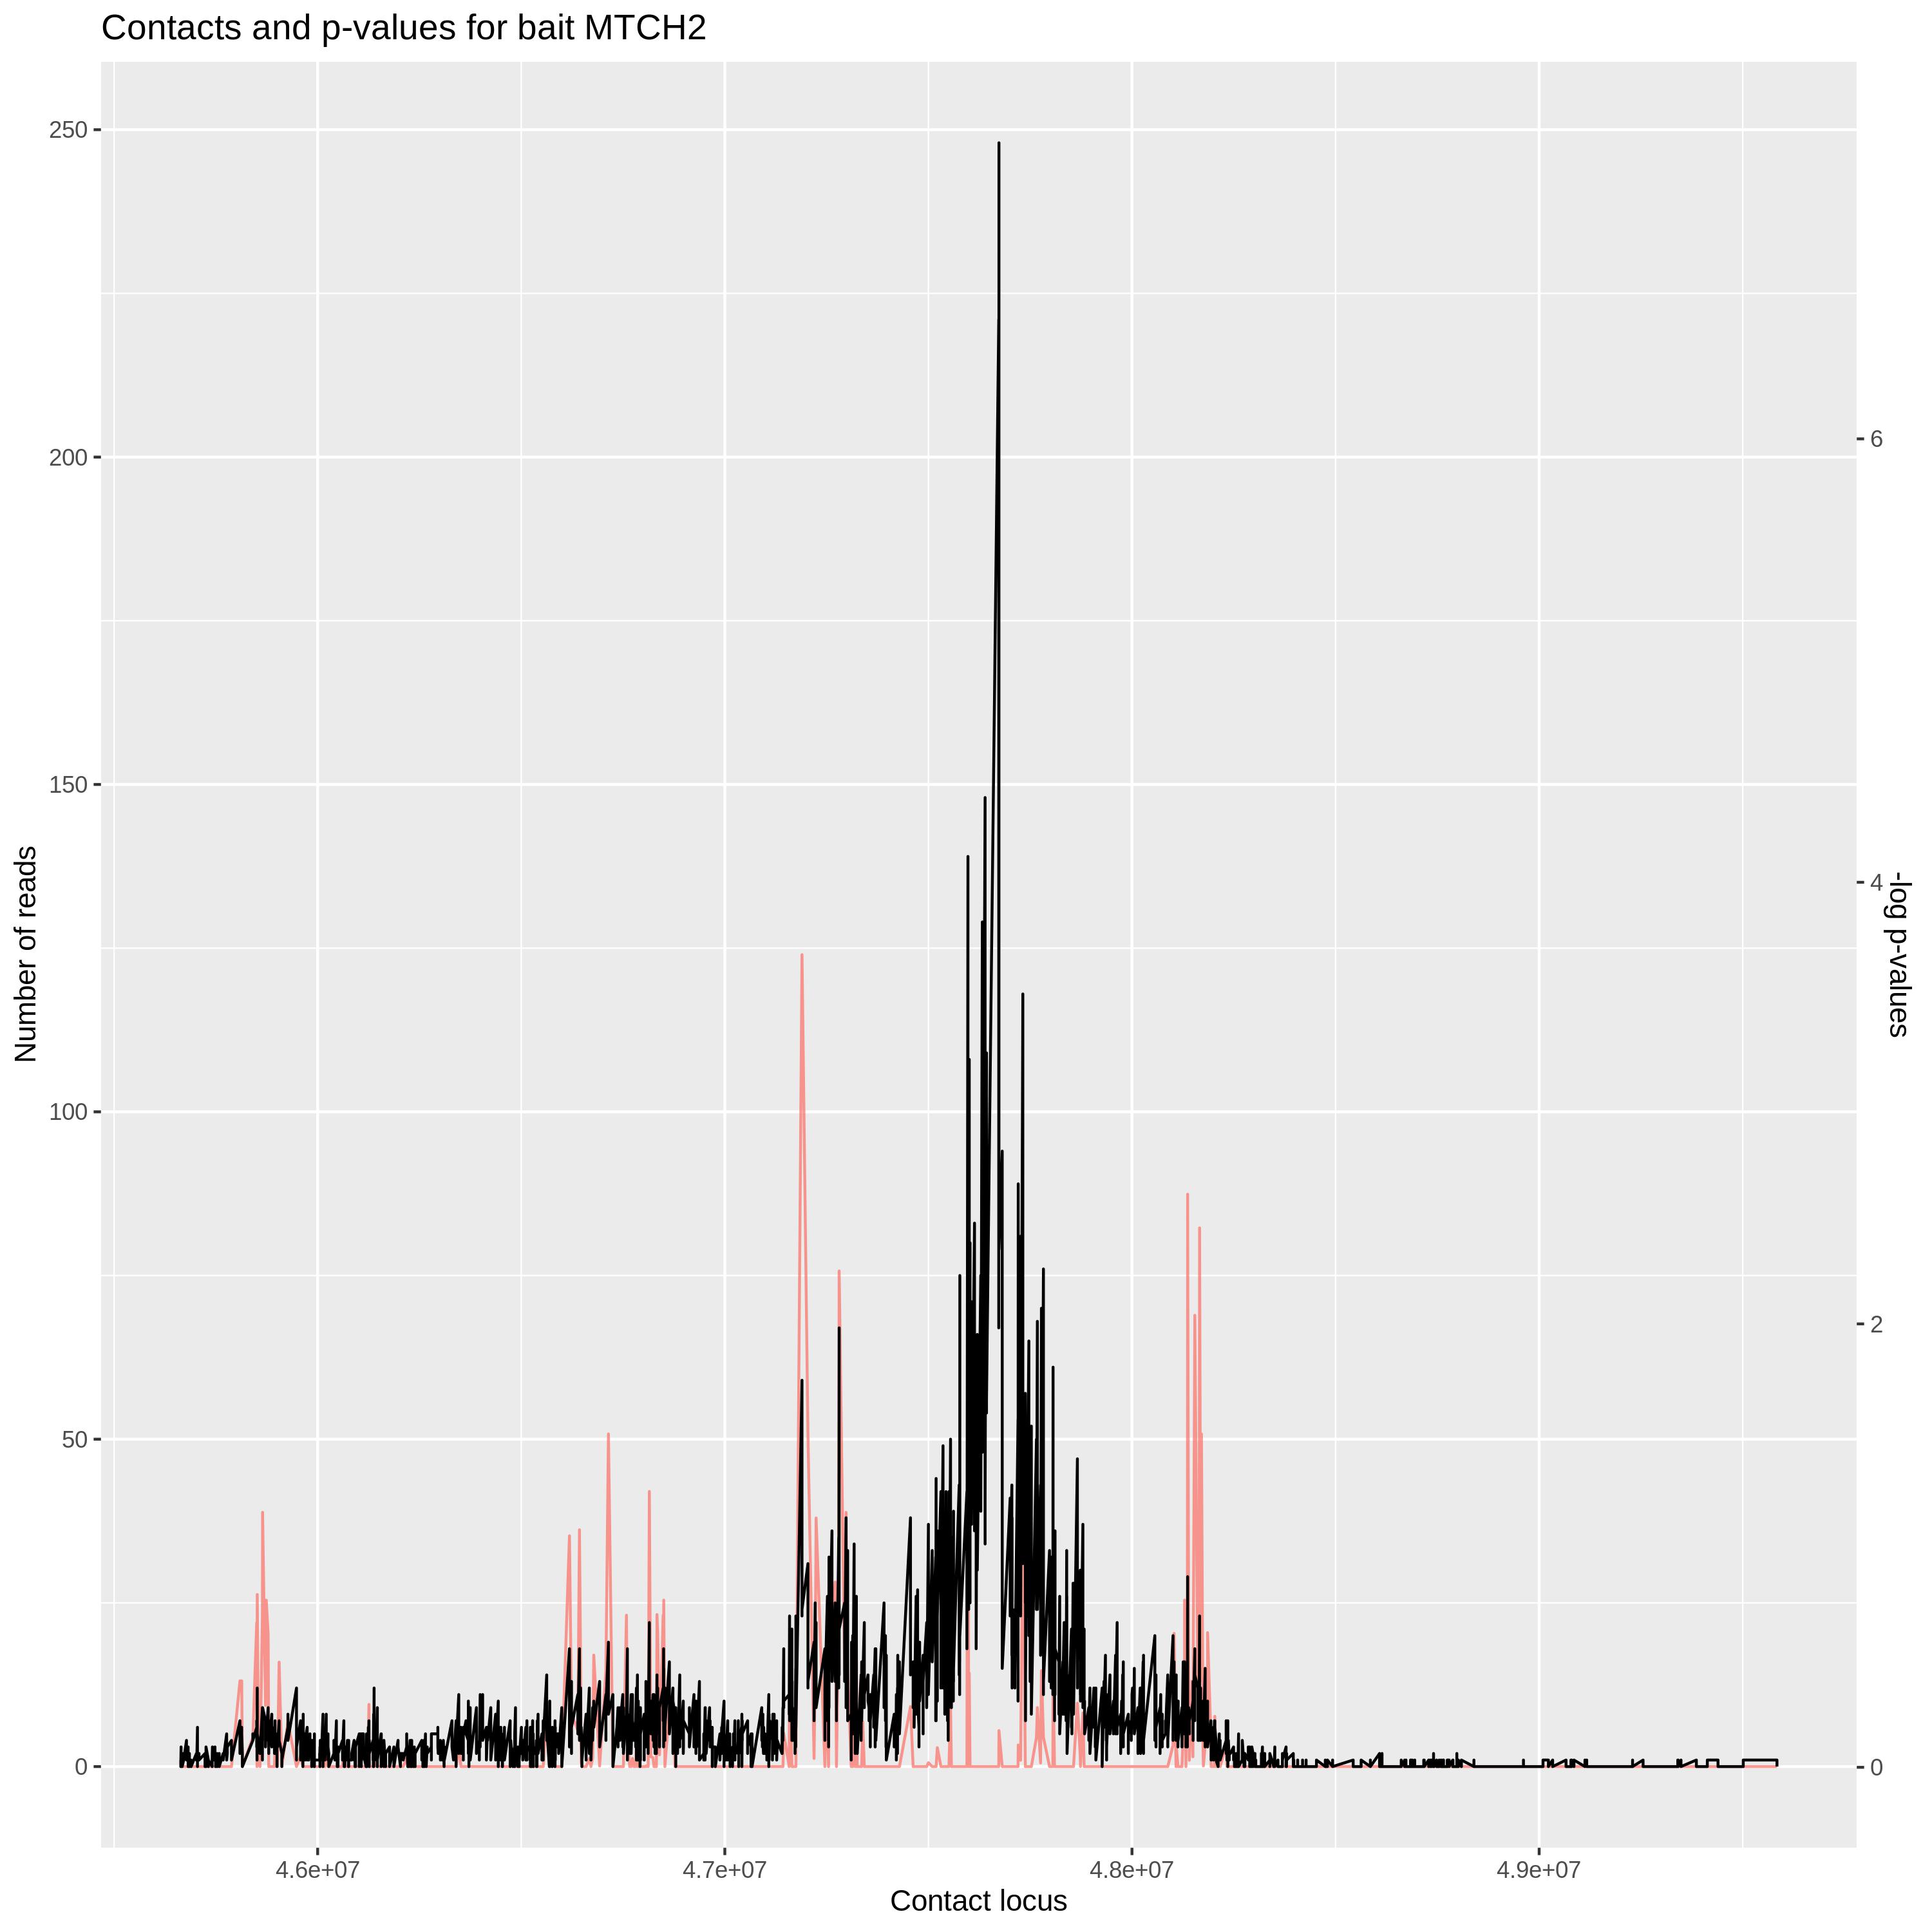 Contacts and p-values for bait MTCH2
250
200
150
100
50
0
Number of reads
6
4
2
0
-log p-values
4.6e+07
4.7e+07
4.8e+07
4.9e+07
Contact locus